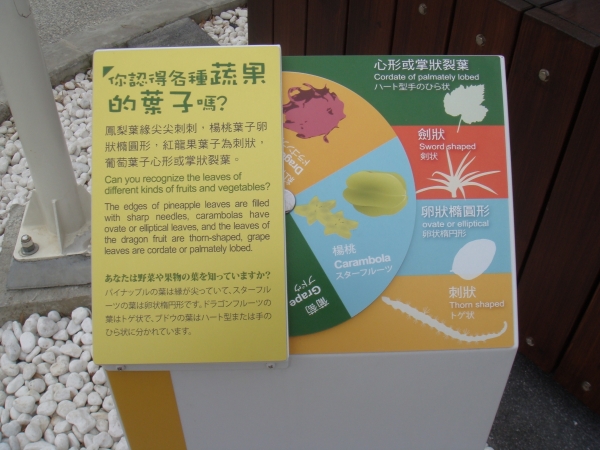 你認得各種蔬果
的葉子嗎?
鳳梨葉緣尖尖刺刺，楊桃葉子卵
狀橢圓形，紅龍果葉子為刺狀，
葡萄葉子心形或掌狀裂葉。
Can you recognize the leaves of
different kinds of fruits and vegetables?
The edges of pineapple leaves are filled
with sharp needles, carambolas have
ovate or elliptical leaves, and the leaves of
the dragon fruit are thorn-shaped, grape
leaves are cordate or palmately lobed.
あなたは野菜や果物の葉を知っていますか?
パイナップルの葉は縁が尖っていて、スターフル
ーツの葉は卵状楕円形です。ドラゴンフルーツの
葉はトゲ状で、ブドウの葉はハート型または手の
ひら状に分かれています。
楊桃
Carambola
スターフルーツ
葡萄
Grape
ブドウ
心形或掌狀裂葉
Cordate of palmately lobed
ハート型手のひら状
劍狀
Sword shaped
剣状
卵狀橢圓形
ovate or elliptical
卵状楕円形
刺狀
Thorn shaped
トゲ状